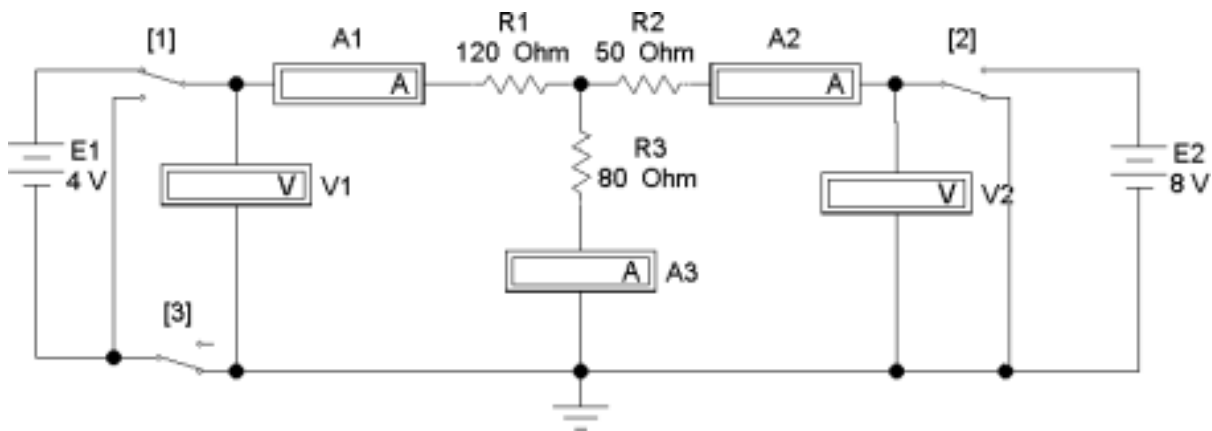 [1]
A1
R1
120 Ohm
R2
50 Ohm
A2
[2]
A
A
E1
4 V
V
V1
R3
80 Ohm
V
V2
E2
8 V
A
A3
[3]